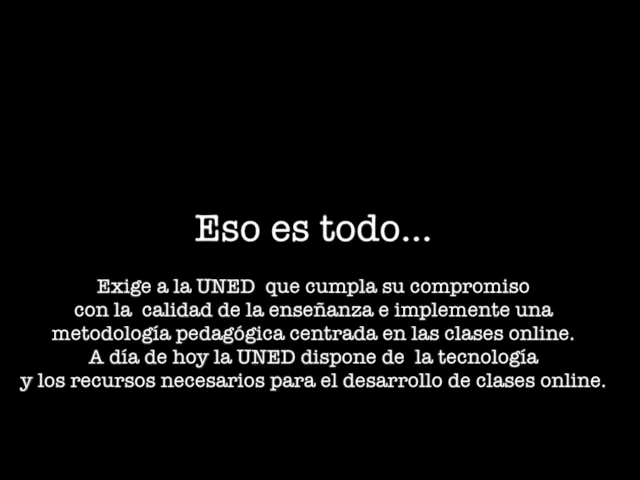 Eso es todo...
Exige a la UNED  que cumpla su compromiso
con la  calidad de la enseñanza e implemente una
metodología pedagógica centrada en las clases online.
A día de hoy la UNED dispone de  la tecnología
y los recursos necesarios para el desarrollo de clases online.